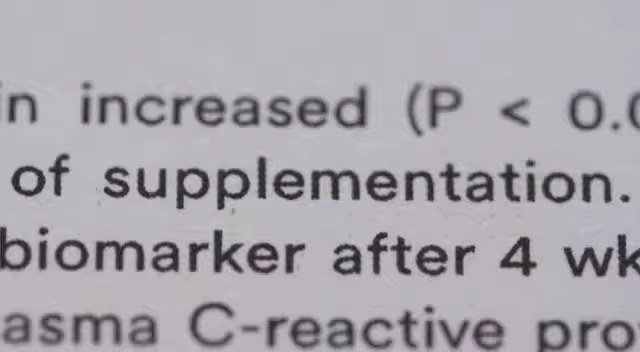 in increased (P < 0.0
of supplementation.
biomarker after 4 wk
asma C-reactive pro